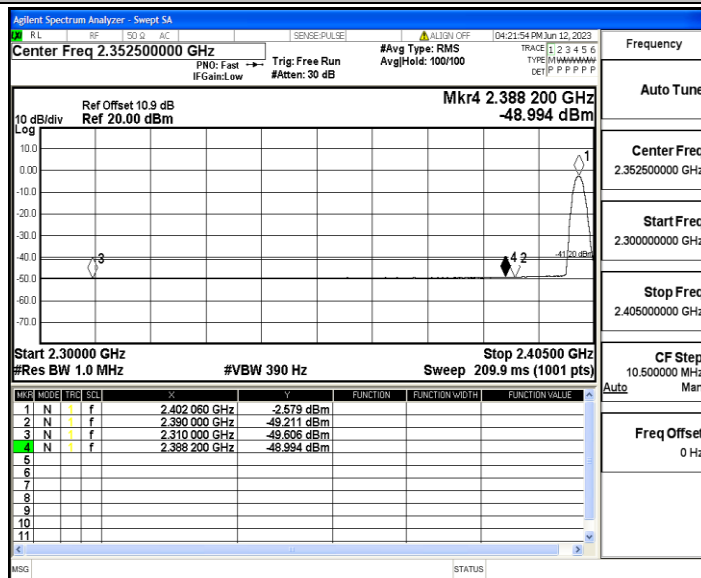 Agilent Spectrum Analyzer - Swept SA
RL RF 50 Ω AC SENSE:PULSE ALIGN OFF 04:21:54 PM Jun 12, 2023
Center Freq 2.352500000 GHz
PNO: Fast
IFGain:Low
Trig: Free Run
#Atten: 30 dB
#Avg Type: RMS
Avg|Hold: 100/100
TRACE 1 2 3 4 5 6
TYPE M WWWWW
DET P P P P P P
Ref Offset 10.9 dB
10 dB/div Ref 20.00 dBm
Log
Mkr4 2.388 200 GHz
-48.994 dBm
10.0
0.00
-10.0
-20.0
-30.0
-40.0
-50.0
-60.0
-70.0
1
3
4 2
-41.20 dBm
Start 2.30000 GHz Stop 2.40500 GHz
#Res BW 1.0 MHz #VBW 390 Hz Sweep 209.9 ms (1001 pts)
MKR MODE TRC SCL X Y FUNCTION FUNCTION WIDTH FUNCTION VALUE
1 N 1 f 2.402 060 GHz -2.579 dBm
2 N 1 f 2.390 000 GHz -49.211 dBm
3 N 1 f 2.310 000 GHz -49.606 dBm
4 N 1 f 2.388 200 GHz -48.994 dBm
5
6
7
8
9
10
11
MSG STATUS
Frequency
Auto Tune
Center Freq
2.352500000 GHz
Start Freq
2.300000000 GHz
Stop Freq
2.405000000 GHz
CF Step
10.500000 MHz
Auto Man
Freq Offset
0 Hz